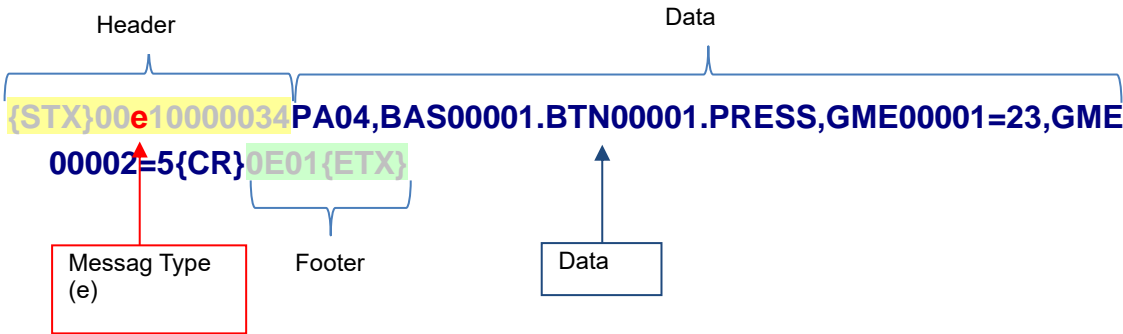 Header
Data
{STX}00e10000034PA04,BAS00001.BTN00001.PRESS,GME00001=23,GME
00002=5{CR}0E01{ETX}
Messag Type
(e)
Footer
Data